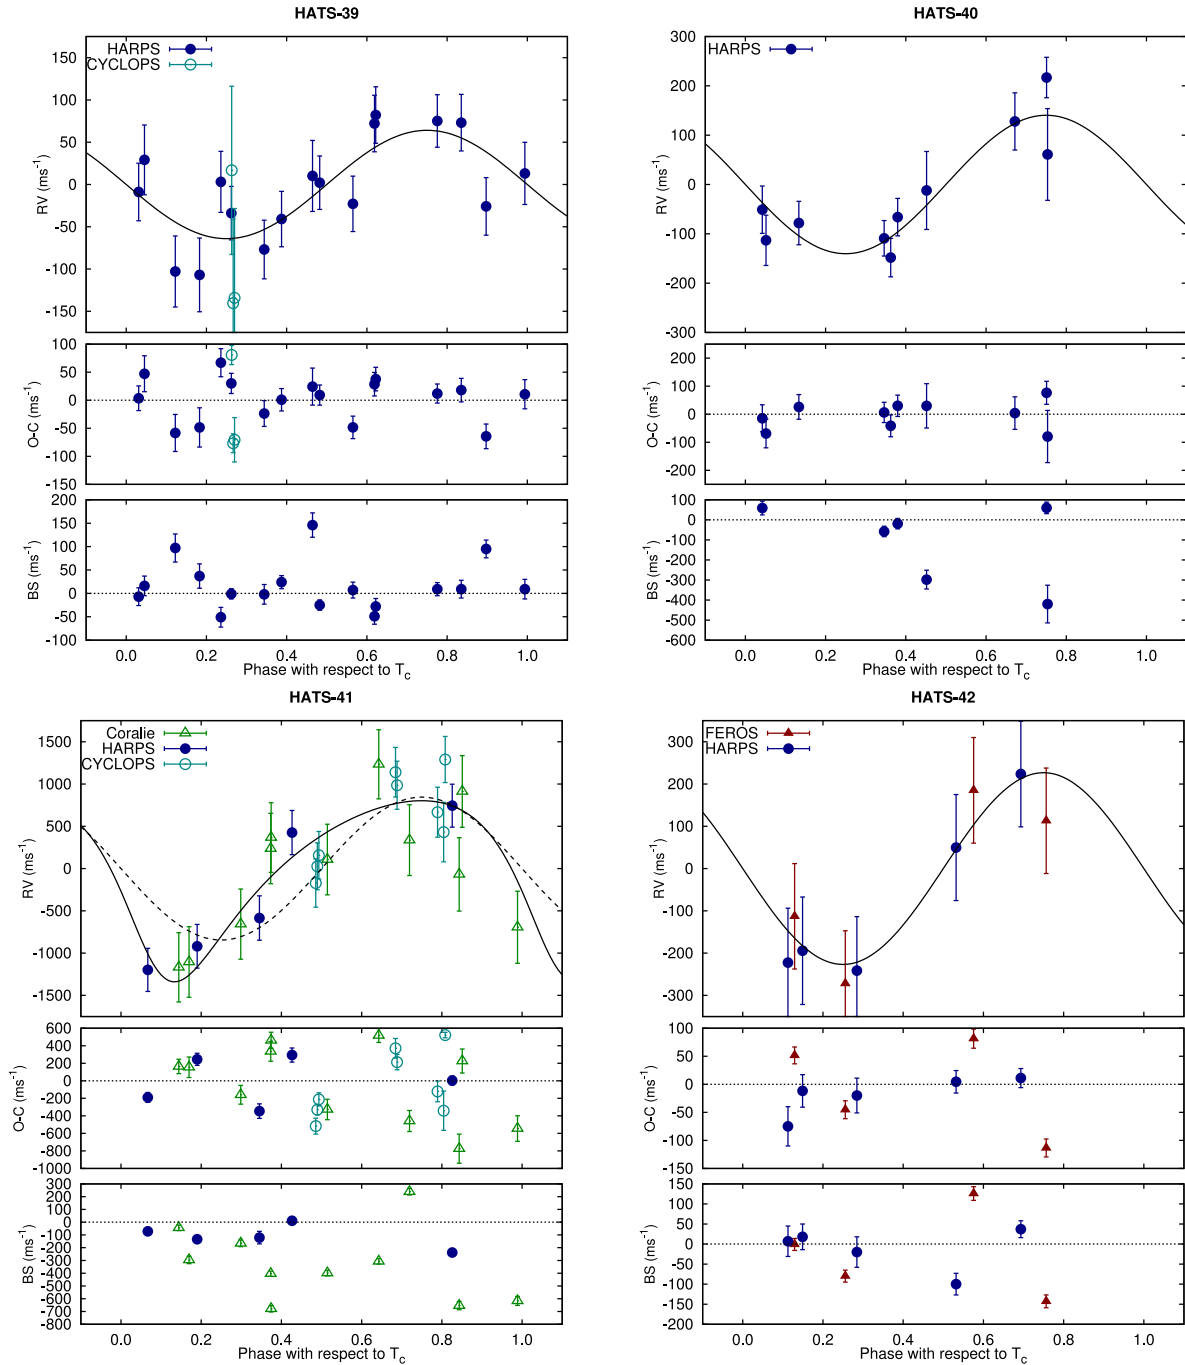 HATS-39
HARPS
CYCLOPS
RV (ms⁻¹)
100
50
0
-50
-100
-150
O-C (ms⁻¹)
100
50
0
-50
-100
-150
BS (ms⁻¹)
200
150
100
50
0
-50
-100
0.0 0.2 0.4 0.6 0.8 1.0
Phase with respect to T_c
HATS-40
HARPS
RV (ms⁻¹)
300
200
100
0
-100
-200
-300
O-C (ms⁻¹)
200
100
0
-100
-200
BS (ms⁻¹)
100
0
-100
-200
-300
-400
-500
-600
0.0 0.2 0.4 0.6 0.8 1.0
Phase with respect to T_c
HATS-41
Coralie
HARPS
CYCLOPS
RV (ms⁻¹)
1500
1000
500
0
-500
-1000
-1500
O-C (ms⁻¹)
600
400
200
0
-200
-400
-600
-800
-1000
BS (ms⁻¹)
300
200
100
0
-100
-200
-300
-400
-500
-600
-700
-800
0.0 0.2 0.4 0.6 0.8 1.0
Phase with respect to T_c
HATS-42
FEROS
HARPS
RV (ms⁻¹)
300
200
100
0
-100
-200
-300
O-C (ms⁻¹)
100
50
0
-50
-100
-150
BS (ms⁻¹)
150
100
50
0
-50
-100
-150
-200
0.0 0.2 0.4 0.6 0.8 1.0
Phase with respect to T_c